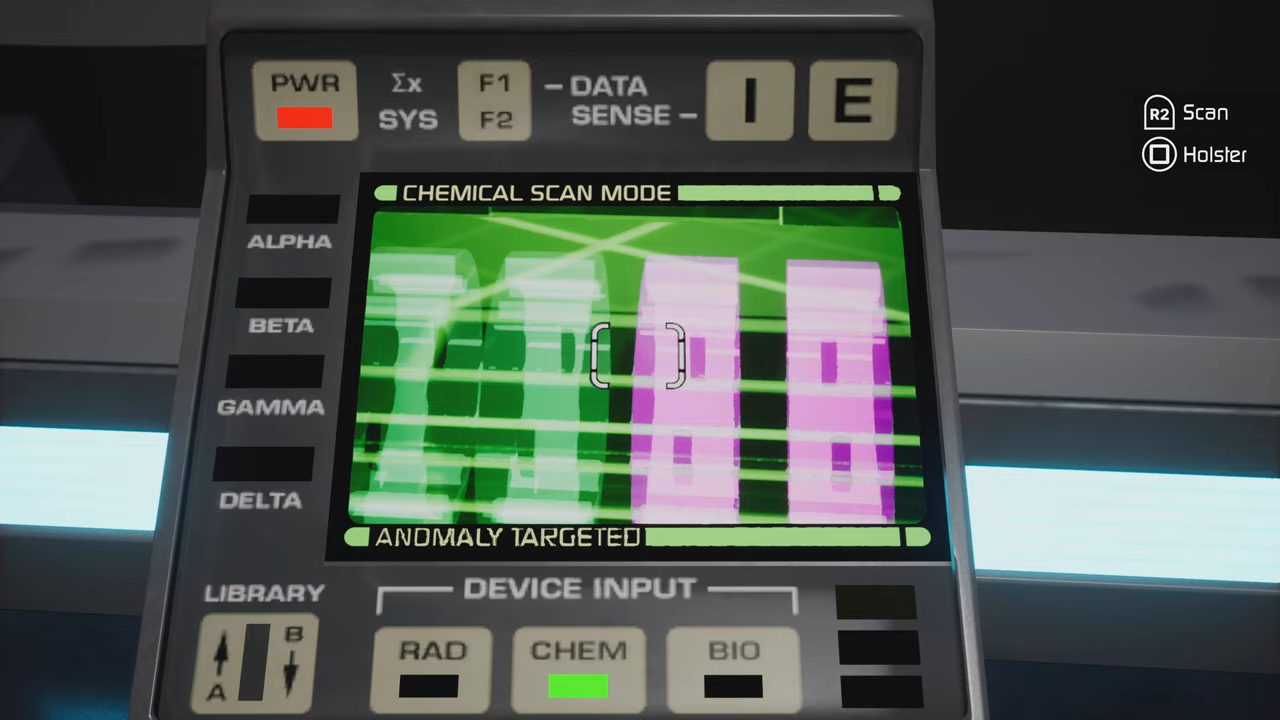 PWR
Σx
SYS
F1
F2
– DATA
SENSE –
I
E
R2 Scan
Holster
CHEMICAL SCAN MODE
ALPHA
BETA
GAMMA
DELTA
ANOMALY TARGETED
LIBRARY
DEVICE INPUT
A
B
RAD
CHEM
BIO